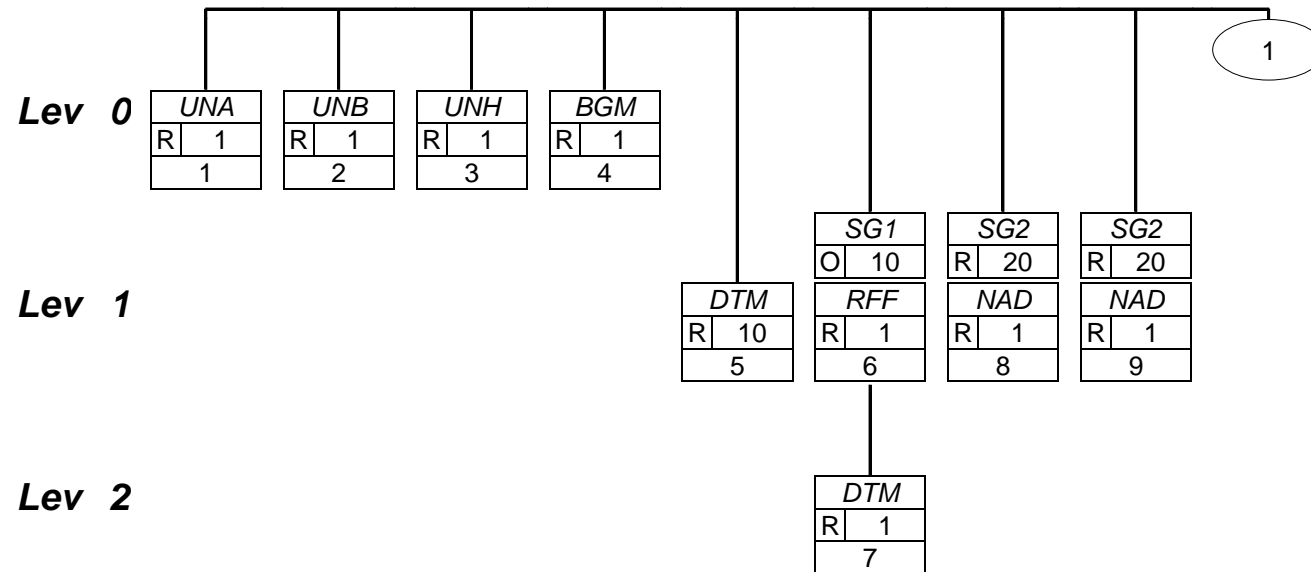 1
Lev 0
UNA
UNB
UNH
BGM
R 1
R 1
R 1
R 1
1
2
3
4
SG1
SG2
SG2
O 10
R 20
R 20
Lev 1
DTM
RFF
NAD
NAD
R 10
R 1
R 1
R 1
5
6
8
9
Lev 2
DTM
R 1
7